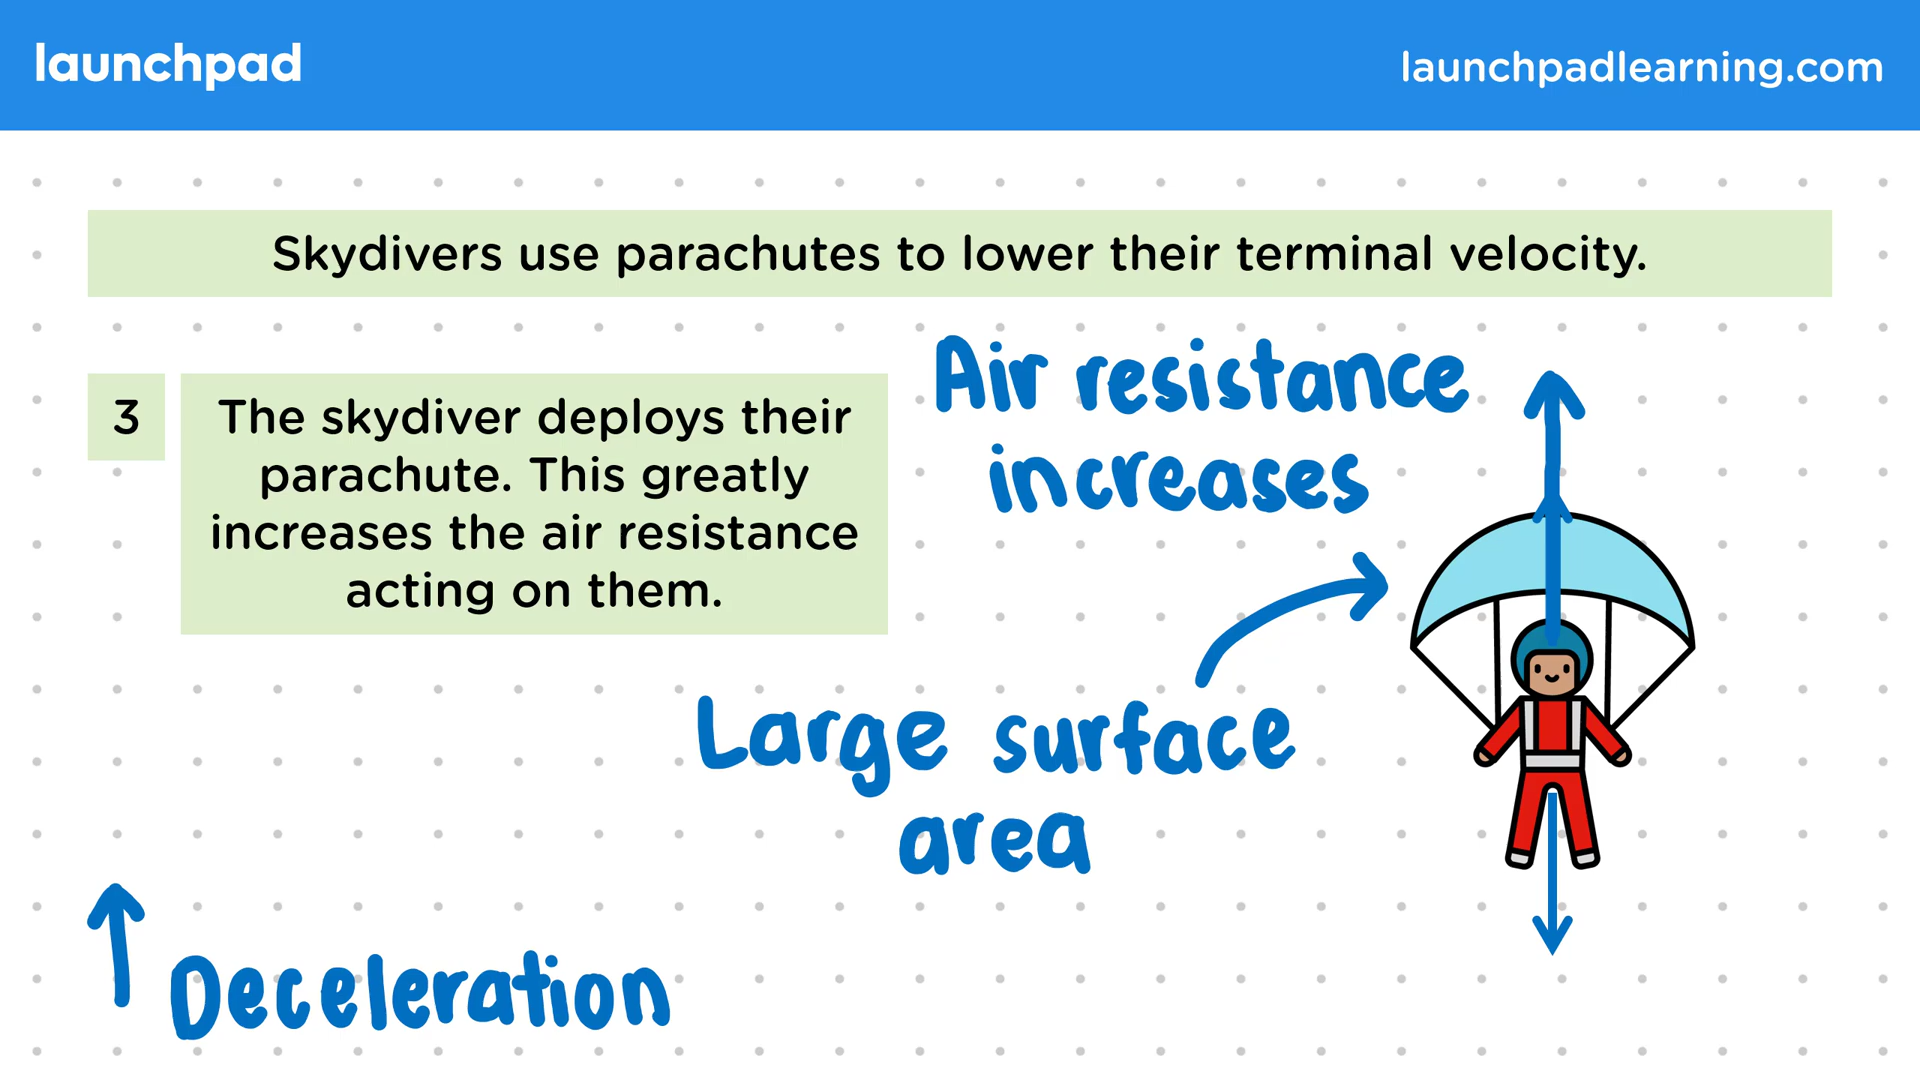 launchpad
launchpadlearning.com
Skydivers use parachutes to lower their terminal velocity.
3
The skydiver deploys their
parachute. This greatly
increases the air resistance
acting on them.
Air resistance
increases
Large surface
area
Deceleration